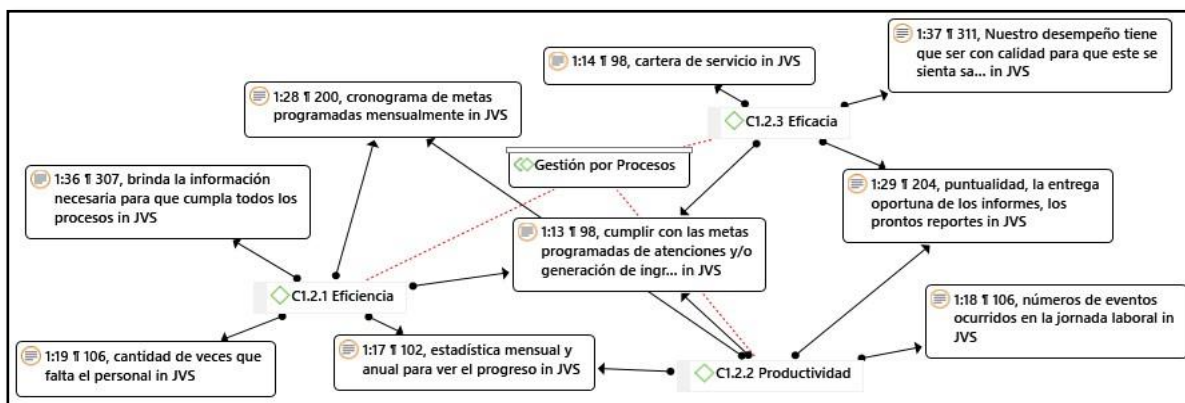 1:37 ¶ 311, Nuestro desempeño tiene
que ser con calidad para que este se
sienta sa... in JVS
1:14 ¶ 98, cartera de servicio in JVS
1:28 ¶ 200, cronograma de metas
programadas mensualmente in JVS
C1.2.3 Eficacia
Gestión por Procesos
1:36 ¶ 307, brinda la información
necesaria para que cumpla todos los
procesos in JVS
1:29 ¶ 204, puntualidad, la entrega
oportuna de los informes, los
prontos reportes in JVS
1:13 ¶ 98, cumplir con las metas
programadas de atenciones y/o
generación de ingr... in JVS
C1.2.1 Eficiencia
1:18 ¶ 106, números de eventos
ocurridos en la jornada laboral in
JVS
1:19 ¶ 106, cantidad de veces que
falta el personal in JVS
1:17 ¶ 102, estadística mensual y
anual para ver el progreso in JVS
C1.2.2 Productividad